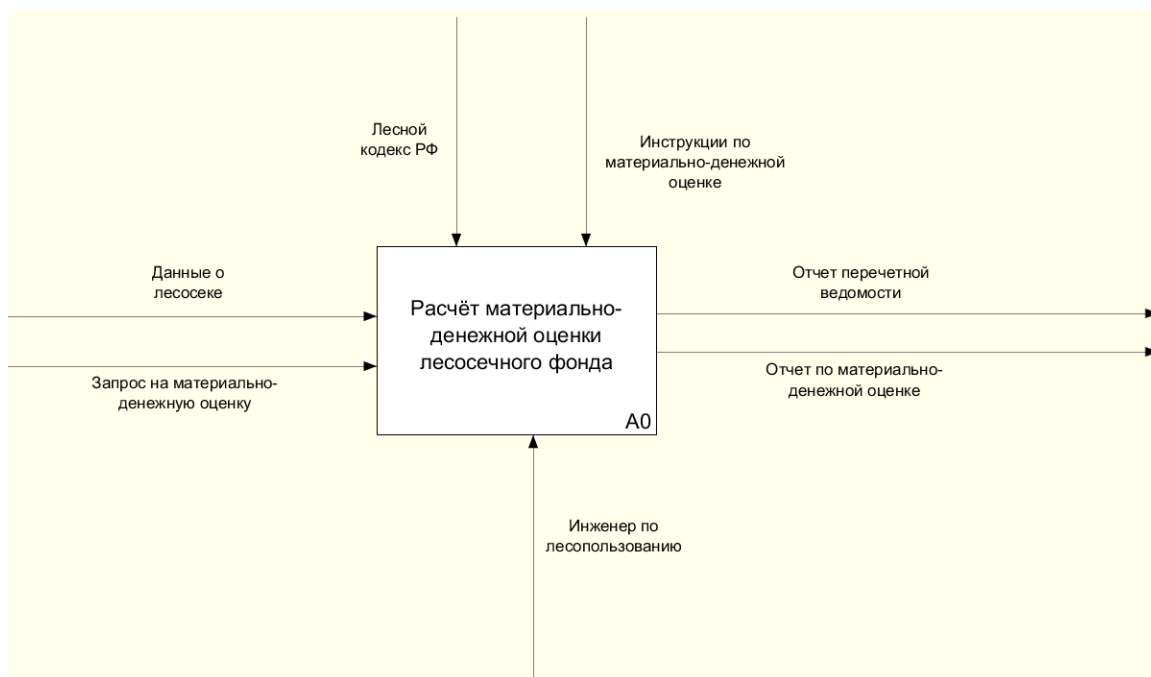 Лесной
кодекс РФ
Инструкции по
материально-денежной
оценке
Данные о
лесосеке
Запрос на материально-
денежную оценку
Расчёт материально-
денежной оценки
лесосечного фонда
A0
Отчет перечетной
ведомости
Отчет по материально-
денежной оценке
Инженер по
лесопользованию